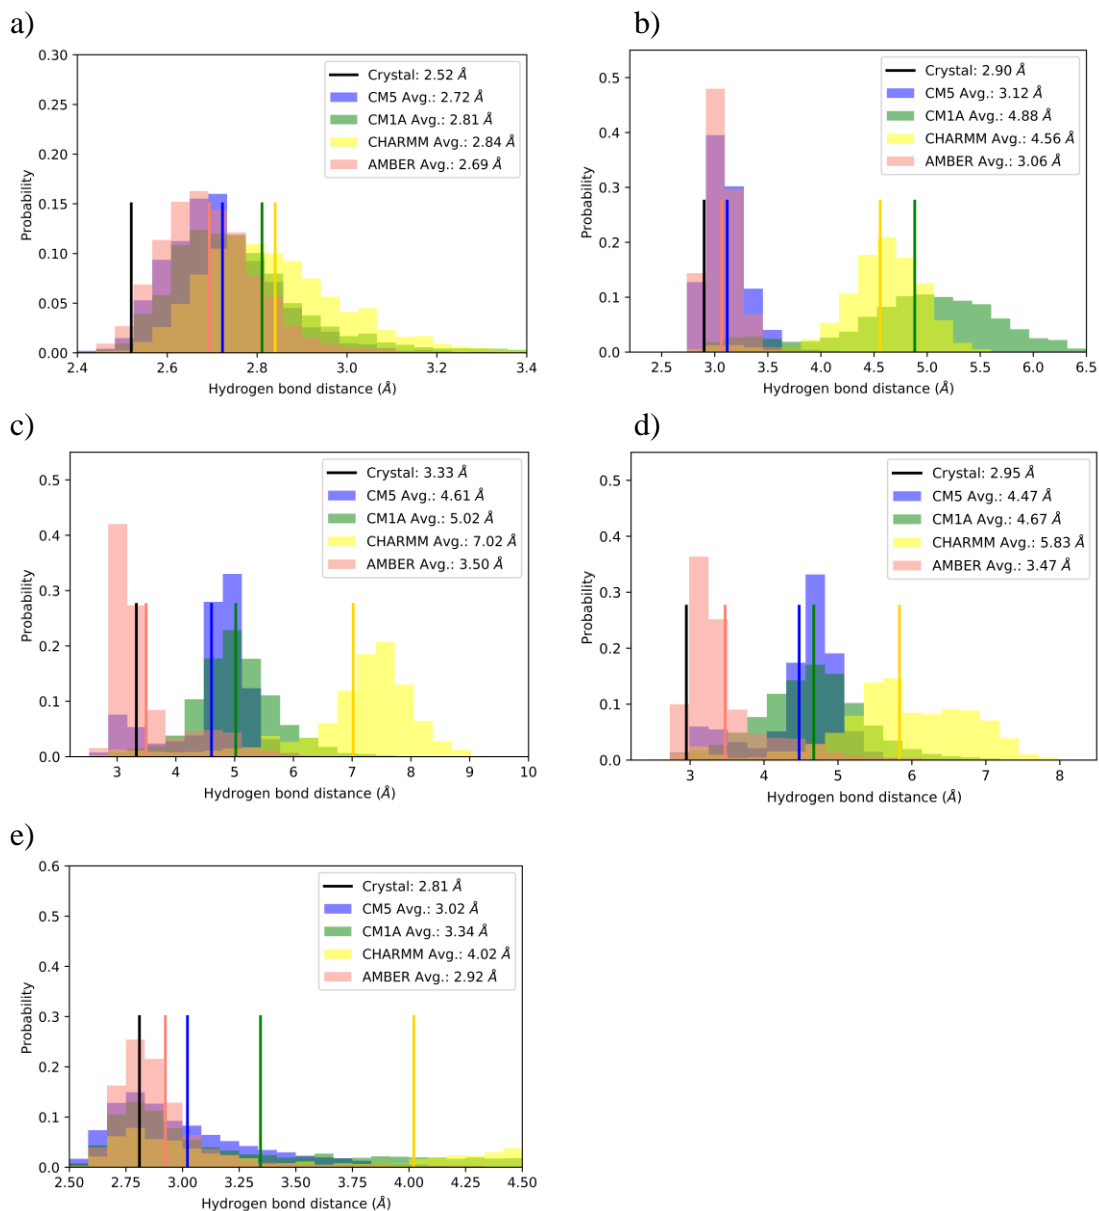 a)
0.30
0.25
0.20
0.15
0.10
0.05
0.00
Probability
Crystal: 2.52 Å
CM5 Avg.: 2.72 Å
CM1A Avg.: 2.81 Å
CHARMM Avg.: 2.84 Å
AMBER Avg.: 2.69 Å
2.4 2.6 2.8 3.0 3.2 3.4
Hydrogen bond distance (Å)
b)
0.5
0.4
0.3
0.2
0.1
0.0
Probability
Crystal: 2.90 Å
CM5 Avg.: 3.12 Å
CM1A Avg.: 4.88 Å
CHARMM Avg.: 4.56 Å
AMBER Avg.: 3.06 Å
2.5 3.0 3.5 4.0 4.5 5.0 5.5 6.0 6.5
Hydrogen bond distance (Å)
c)
0.5
0.4
0.3
0.2
0.1
0.0
Probability
Crystal: 3.33 Å
CM5 Avg.: 4.61 Å
CM1A Avg.: 5.02 Å
CHARMM Avg.: 7.02 Å
AMBER Avg.: 3.50 Å
3 4 5 6 7 8 9 10
Hydrogen bond distance (Å)
d)
0.5
0.4
0.3
0.2
0.1
0.0
Probability
Crystal: 2.95 Å
CM5 Avg.: 4.47 Å
CM1A Avg.: 4.67 Å
CHARMM Avg.: 5.83 Å
AMBER Avg.: 3.47 Å
3 4 5 6 7 8
Hydrogen bond distance (Å)
e)
0.6
0.5
0.4
0.3
0.2
0.1
0.0
Probability
Crystal: 2.81 Å
CM5 Avg.: 3.02 Å
CM1A Avg.: 3.34 Å
CHARMM Avg.: 4.02 Å
AMBER Avg.: 2.92 Å
2.50 2.75 3.00 3.25 3.50 3.75 4.00 4.25 4.50
Hydrogen bond distance (Å)